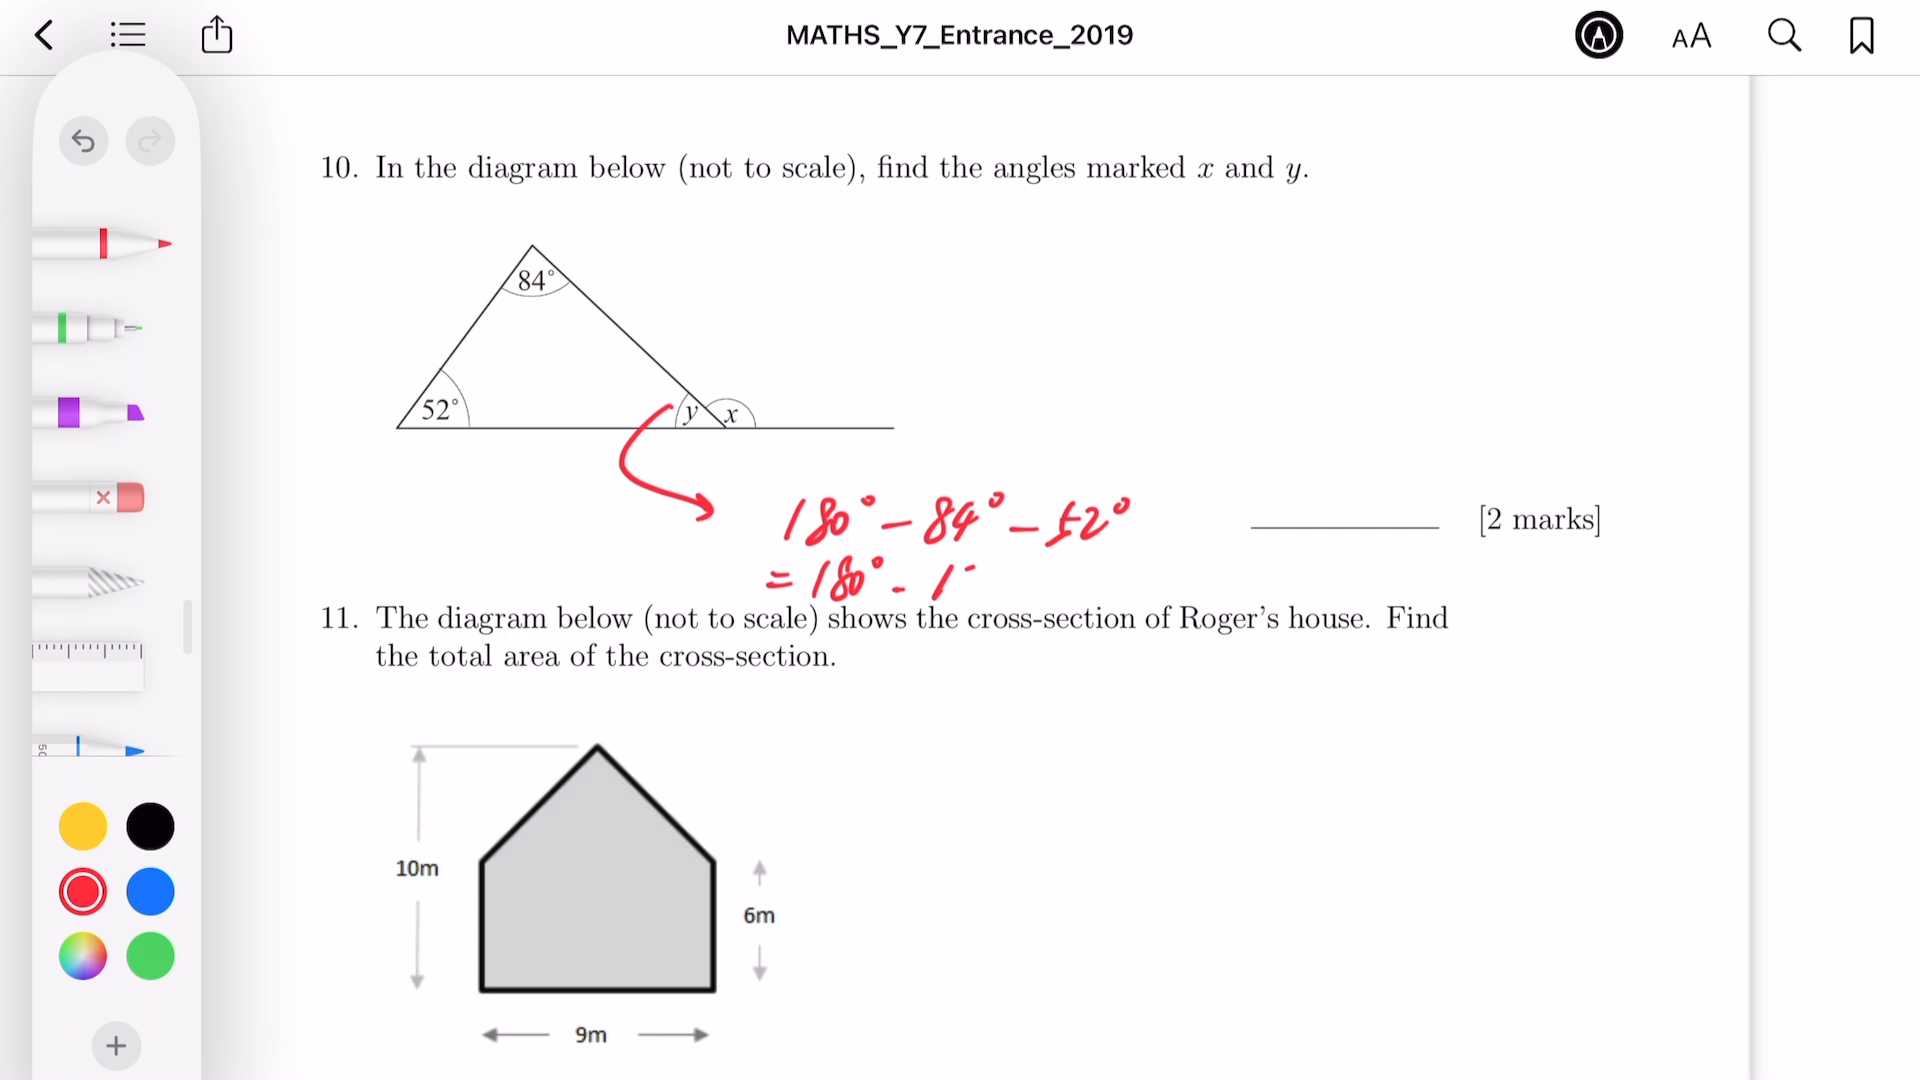 MATHS_Y7_Entrance_2019
AA
10. In the diagram below (not to scale), find the angles marked x and y.
84°
52°
y
x
180° - 84° - 52°
[2 marks]
= 180° - 1
11. The diagram below (not to scale) shows the cross-section of Roger's house. Find
the total area of the cross-section.
10m
6m
9m